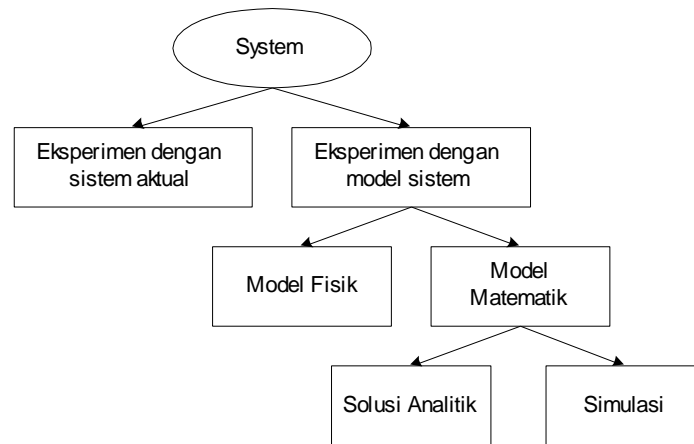 System
Eksperimen dengan
sistem aktual
Eksperimen dengan
model sistem
Model Fisik
Model
Matematik
Solusi Analitik
Simulasi